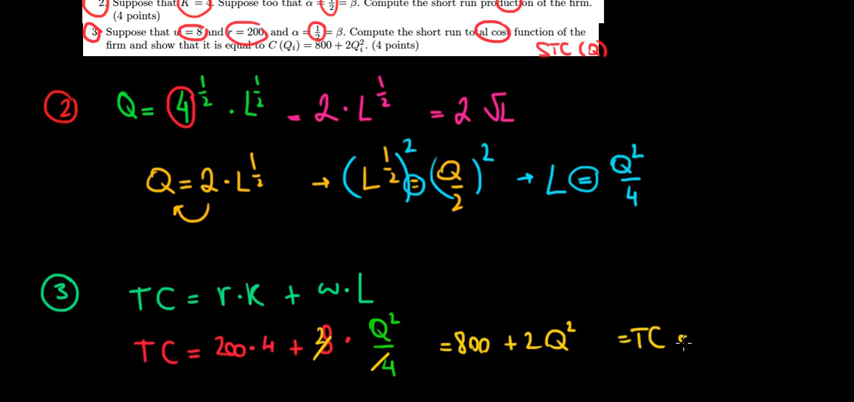 2. Suppose that K = 4. Suppose too that α = 1/2 = β. Compute the short run production of the firm.
(4 points)
3. Suppose that w = 8 and r = 200, and α = 1/2 = β. Compute the short run total cost function of the
firm and show that it is equal to C (Qᵢ) = 800 + 2Qᵢ². (4 points)
STC (Q)
② Q = 4^{1/2} · L^{1/2} = 2 · L^{1/2} = 2 √L
Q = 2 · L^{1/2} → (L^{1/2})² = (Q/2)² → L = Q²/4
③ TC = r·K + w·L
TC = 200·4 + 8 · Q²/4 = 800 + 2Q² = TC